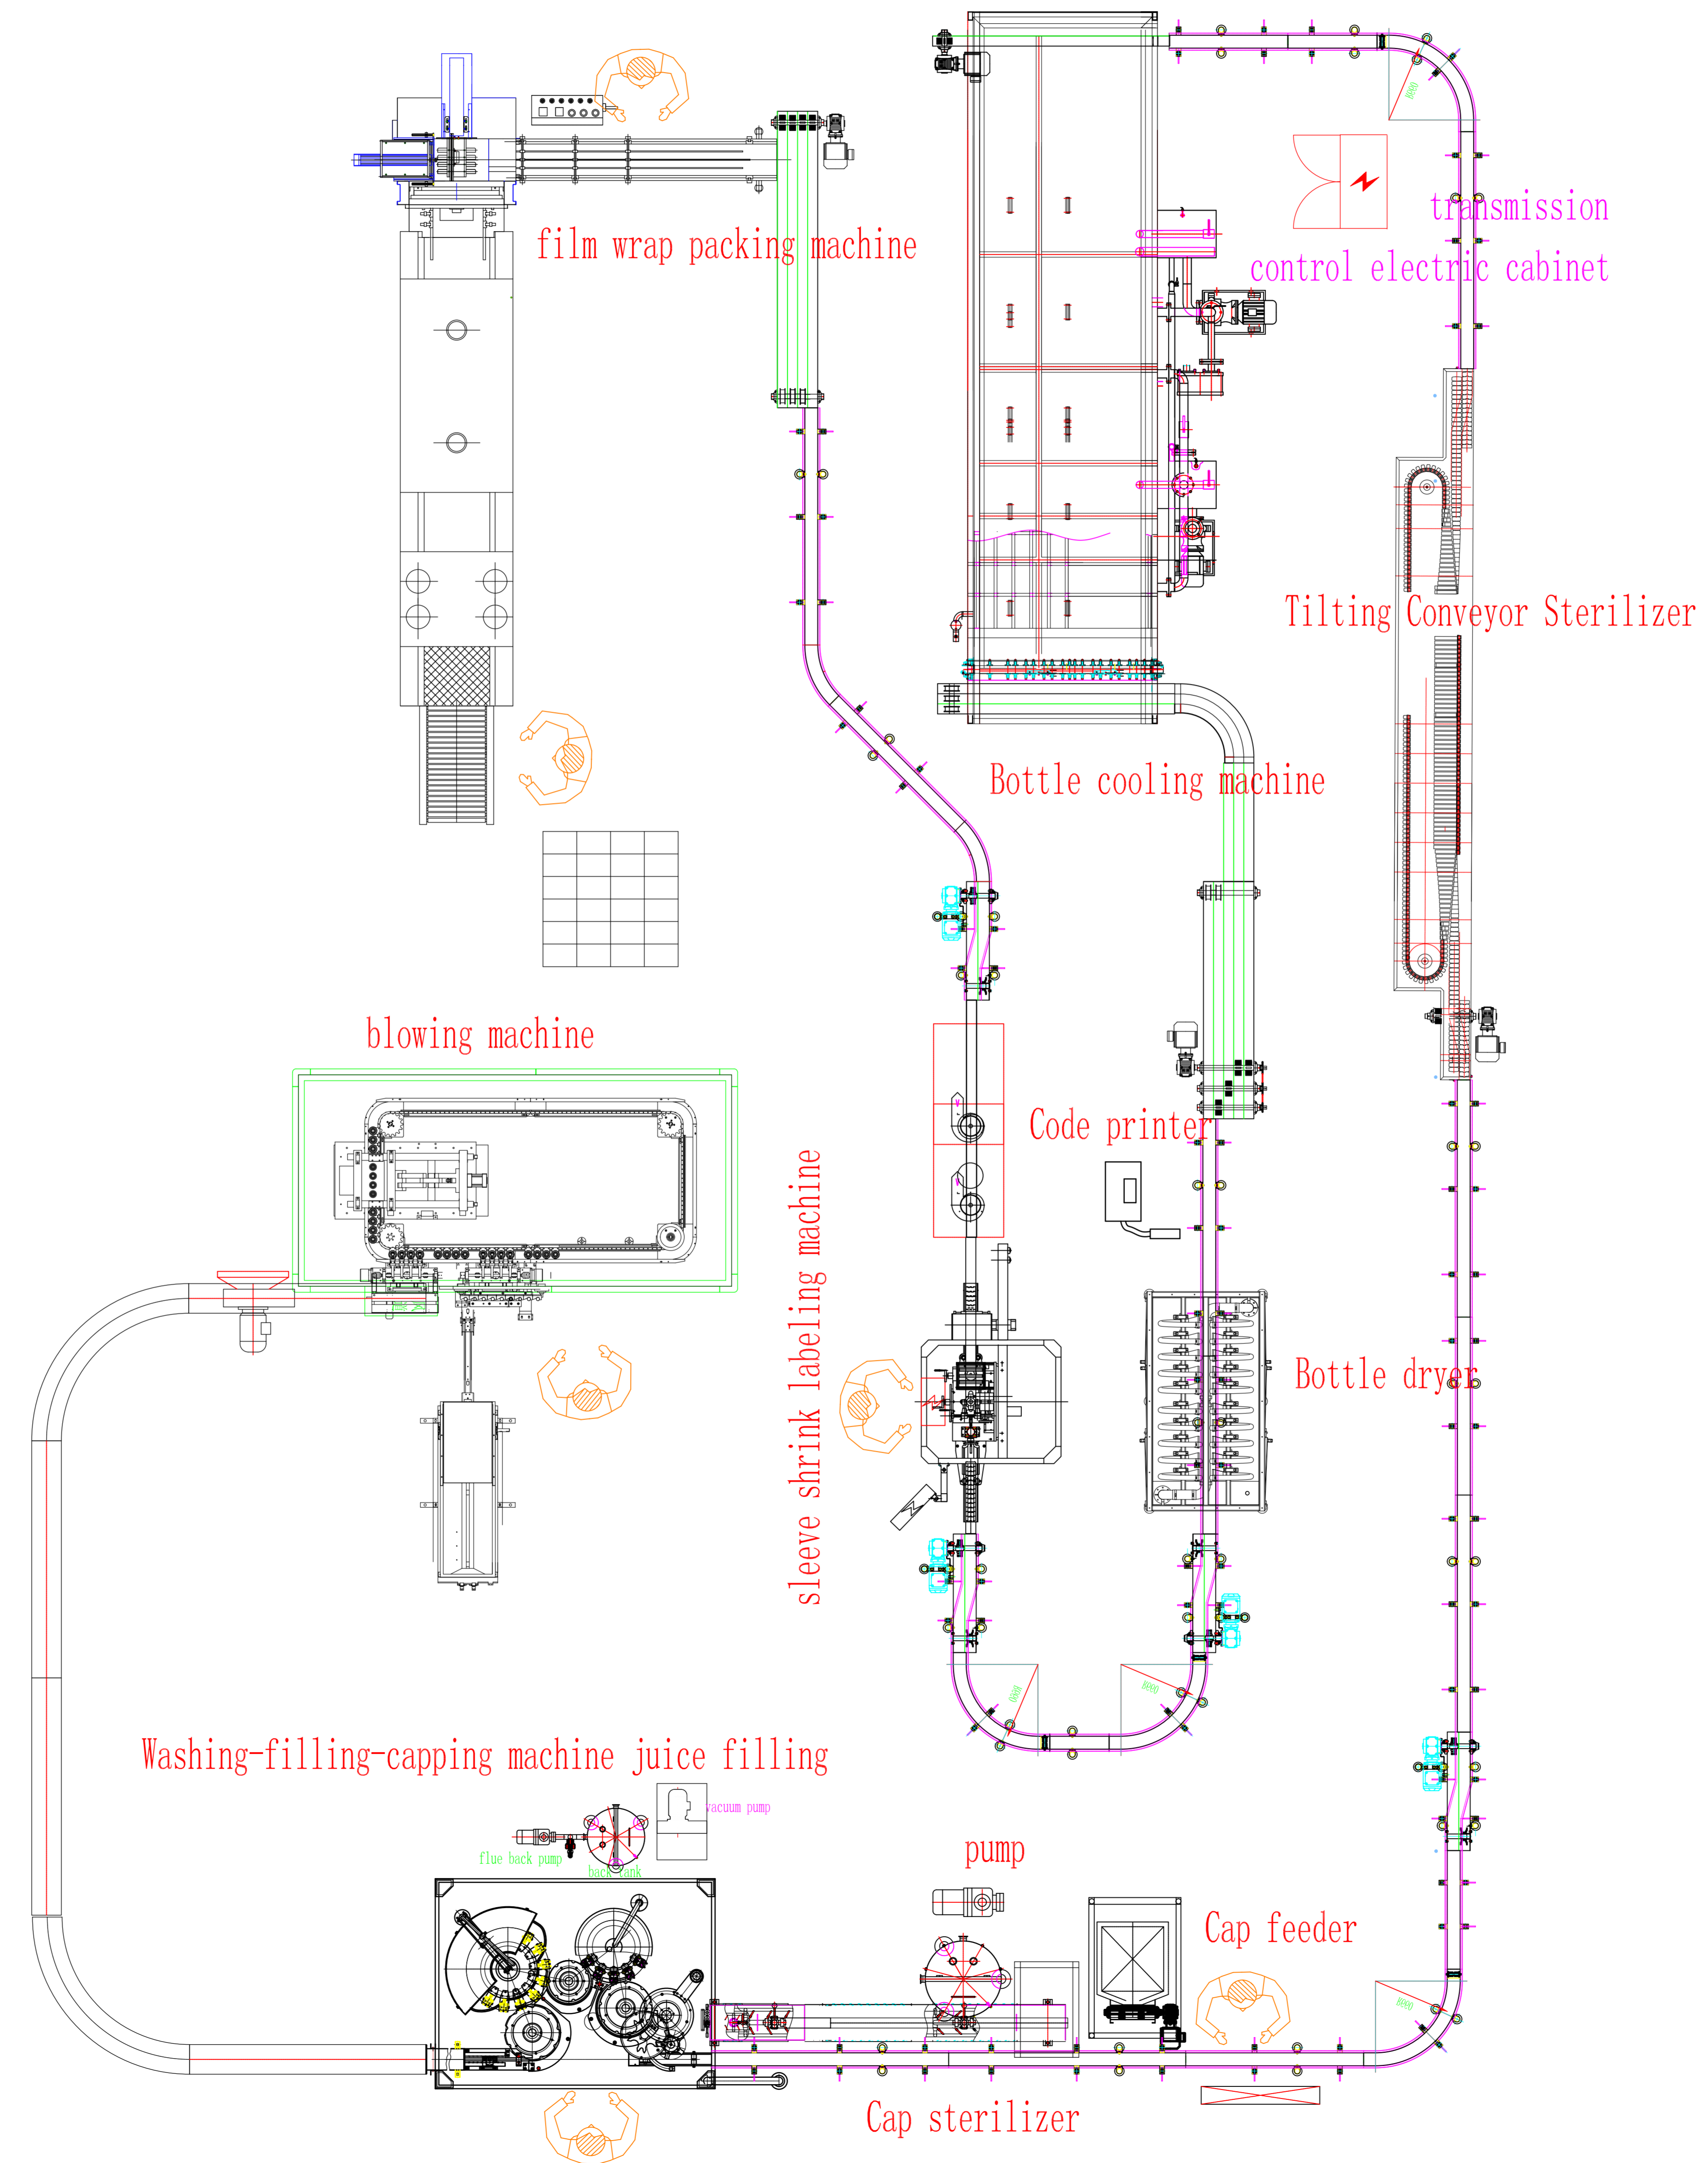 film wrap packing machine
transmission
control electric cabinet
Tilting Conveyor Sterilizer
Bottle cooling machine
blowing machine
Code printer
sleeve shrink labeling machine
Bottle dryer
Washing-filling-capping machine juice filling
vacuum pump
flue back pump
back tank
pump
Cap feeder
Cap sterilizer